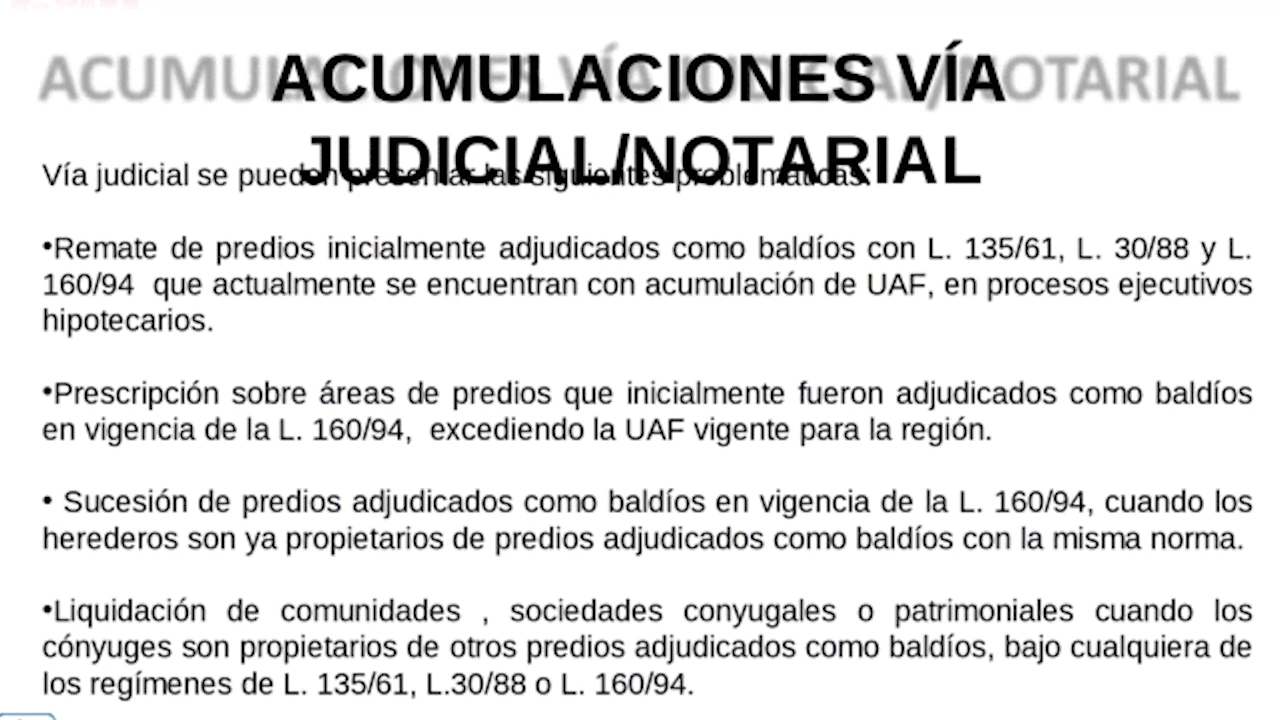 ACUMULACIONES VÍA
JUDICIAL/NOTARIAL
Vía judicial se pueden presentar las siguientes problemáticas:
•Remate de predios inicialmente adjudicados como baldíos con L. 135/61, L. 30/88 y L.
160/94 que actualmente se encuentran con acumulación de UAF, en procesos ejecutivos
hipotecarios.
•Prescripción sobre áreas de predios que inicialmente fueron adjudicados como baldíos
en vigencia de la L. 160/94, excediendo la UAF vigente para la región.
• Sucesión de predios adjudicados como baldíos en vigencia de la L. 160/94, cuando los
herederos son ya propietarios de predios adjudicados como baldíos con la misma norma.
•Liquidación de comunidades , sociedades conyugales o patrimoniales cuando los
cónyuges son propietarios de otros predios adjudicados como baldíos, bajo cualquiera de
los regímenes de L. 135/61, L.30/88 o L. 160/94.